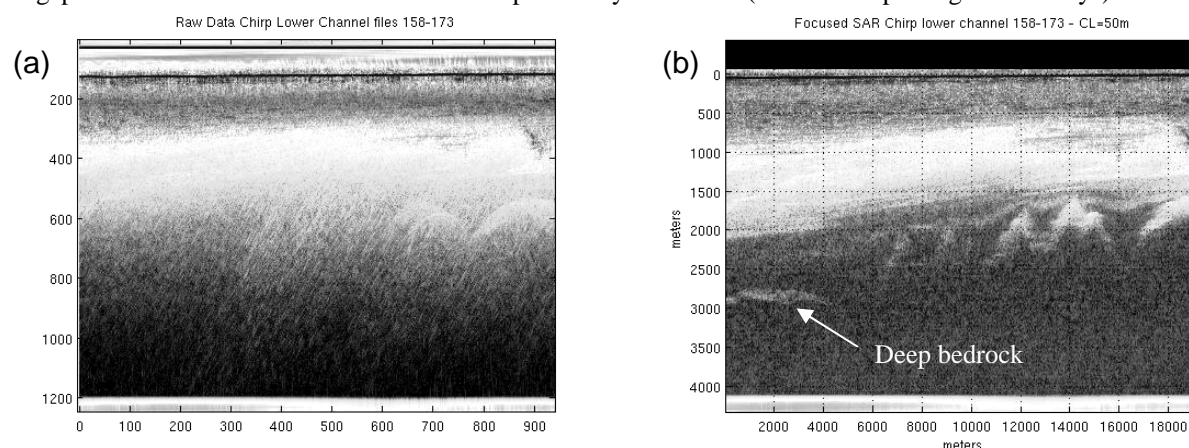 Raw Data Chirp Lower Channel files 158-173
(a)
200
400
600
800
1000
1200
0 100 200 300 400 500 600 700 800 900
Focused SAR Chirp lower channel 158-173 - CL=50m
(b)
0
500
1000
1500
2000
2500
3000
3500
4000
meters
Deep bedrock
2000 4000 6000 8000 10000 12000 14000 16000 18000
meters